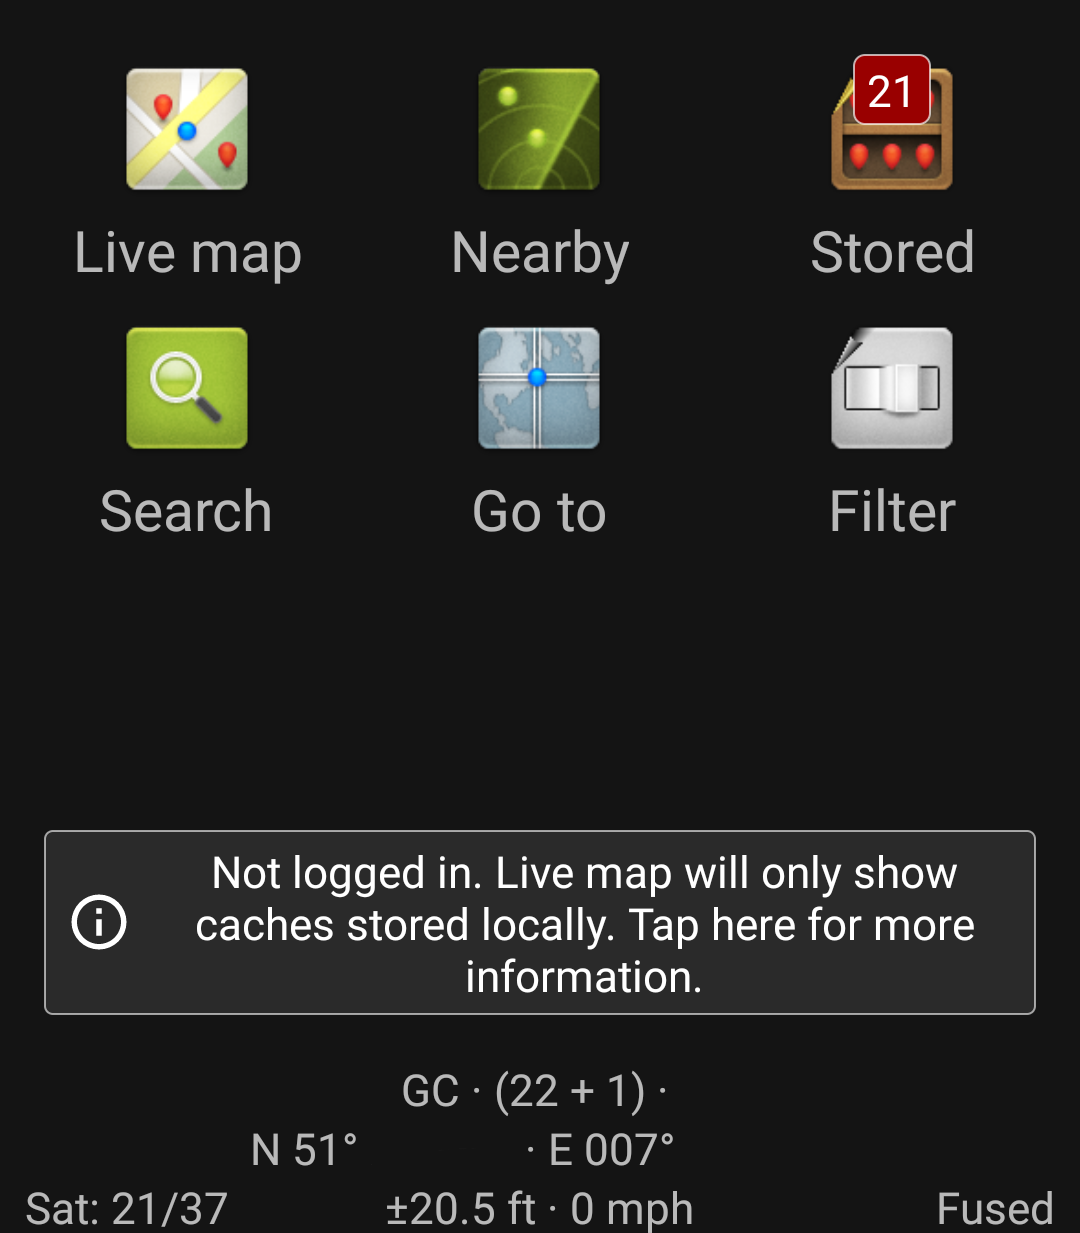 21
Live map Nearby Stored
Search Go to Filter
Not logged in. Live map will only show
caches stored locally. Tap here for more
information.
GC · (22 + 1) ·
N 51° · E 007°
Sat: 21/37 ±20.5 ft · 0 mph Fused